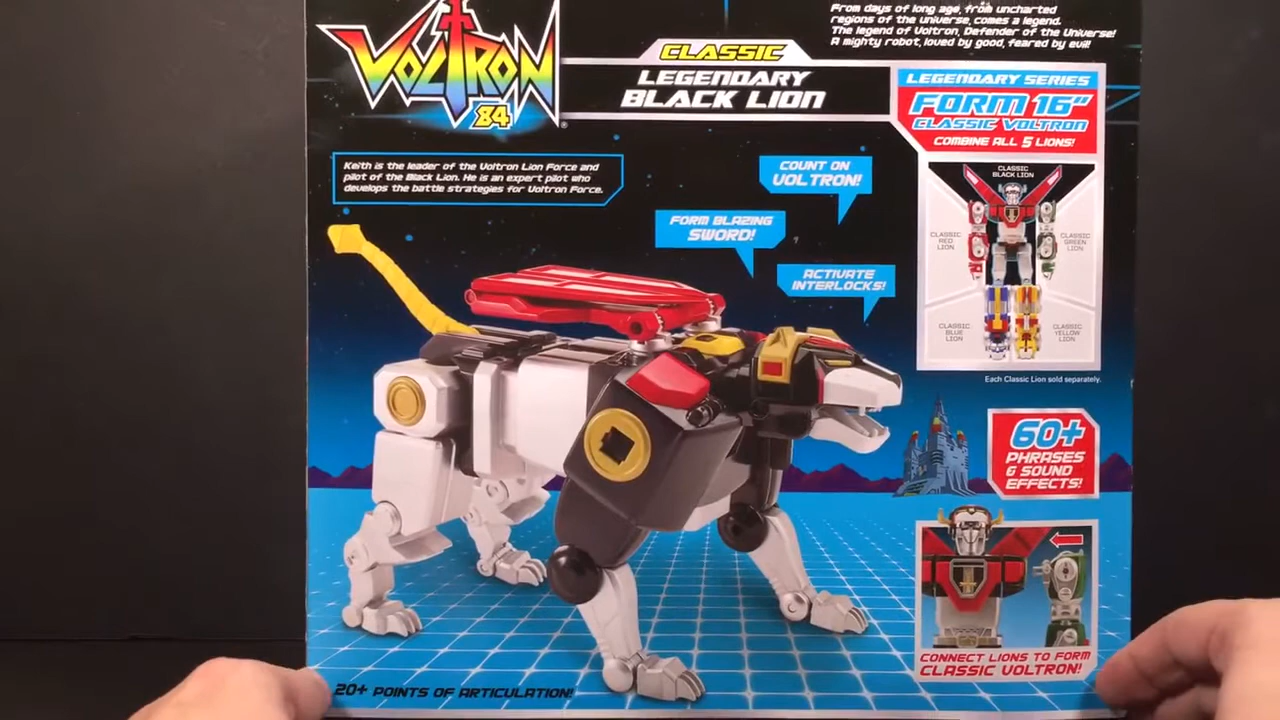 From days of long ago, from uncharted
regions of the universe, comes a legend.
The legend of Voltron, Defender of the Universe!
A mighty robot, loved by good, feared by evil!
VOLTRON
84
CLASSIC
LEGENDARY
BLACK LION
LEGENDARY SERIES
FORM 16"
CLASSIC VOLTRON
COMBINE ALL 5 LIONS!
Keith is the leader of the Voltron Lion Force and
pilot of the Black Lion. He is an expert pilot who
develops the battle strategies for Voltron Force.
COUNT ON
VOLTRON!
FORM BLAZING
SWORD!
ACTIVATE
INTERLOCKS!
CLASSIC
BLACK LION
CLASSIC
RED
LION
CLASSIC
GREEN
LION
CLASSIC
BLUE
LION
CLASSIC
YELLOW
LION
Each Classic Lion sold separately.
60+
PHRASES
& SOUND
EFFECTS!
CONNECT LIONS TO FORM
CLASSIC VOLTRON!
20+ POINTS OF ARTICULATION!